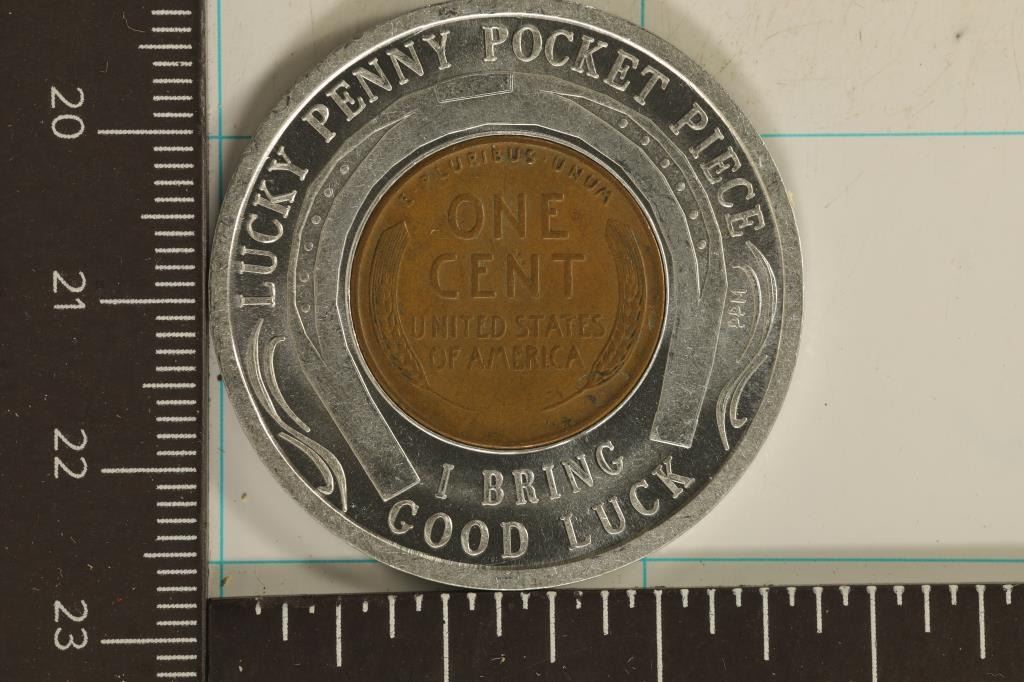 LUCKY PENNY POCKET PIECE
E·PLURIBUS·UNUM
ONE
CENT
UNITED STATES
OF AMERICA
I BRING
GOOD LUCK
20
21
22
23